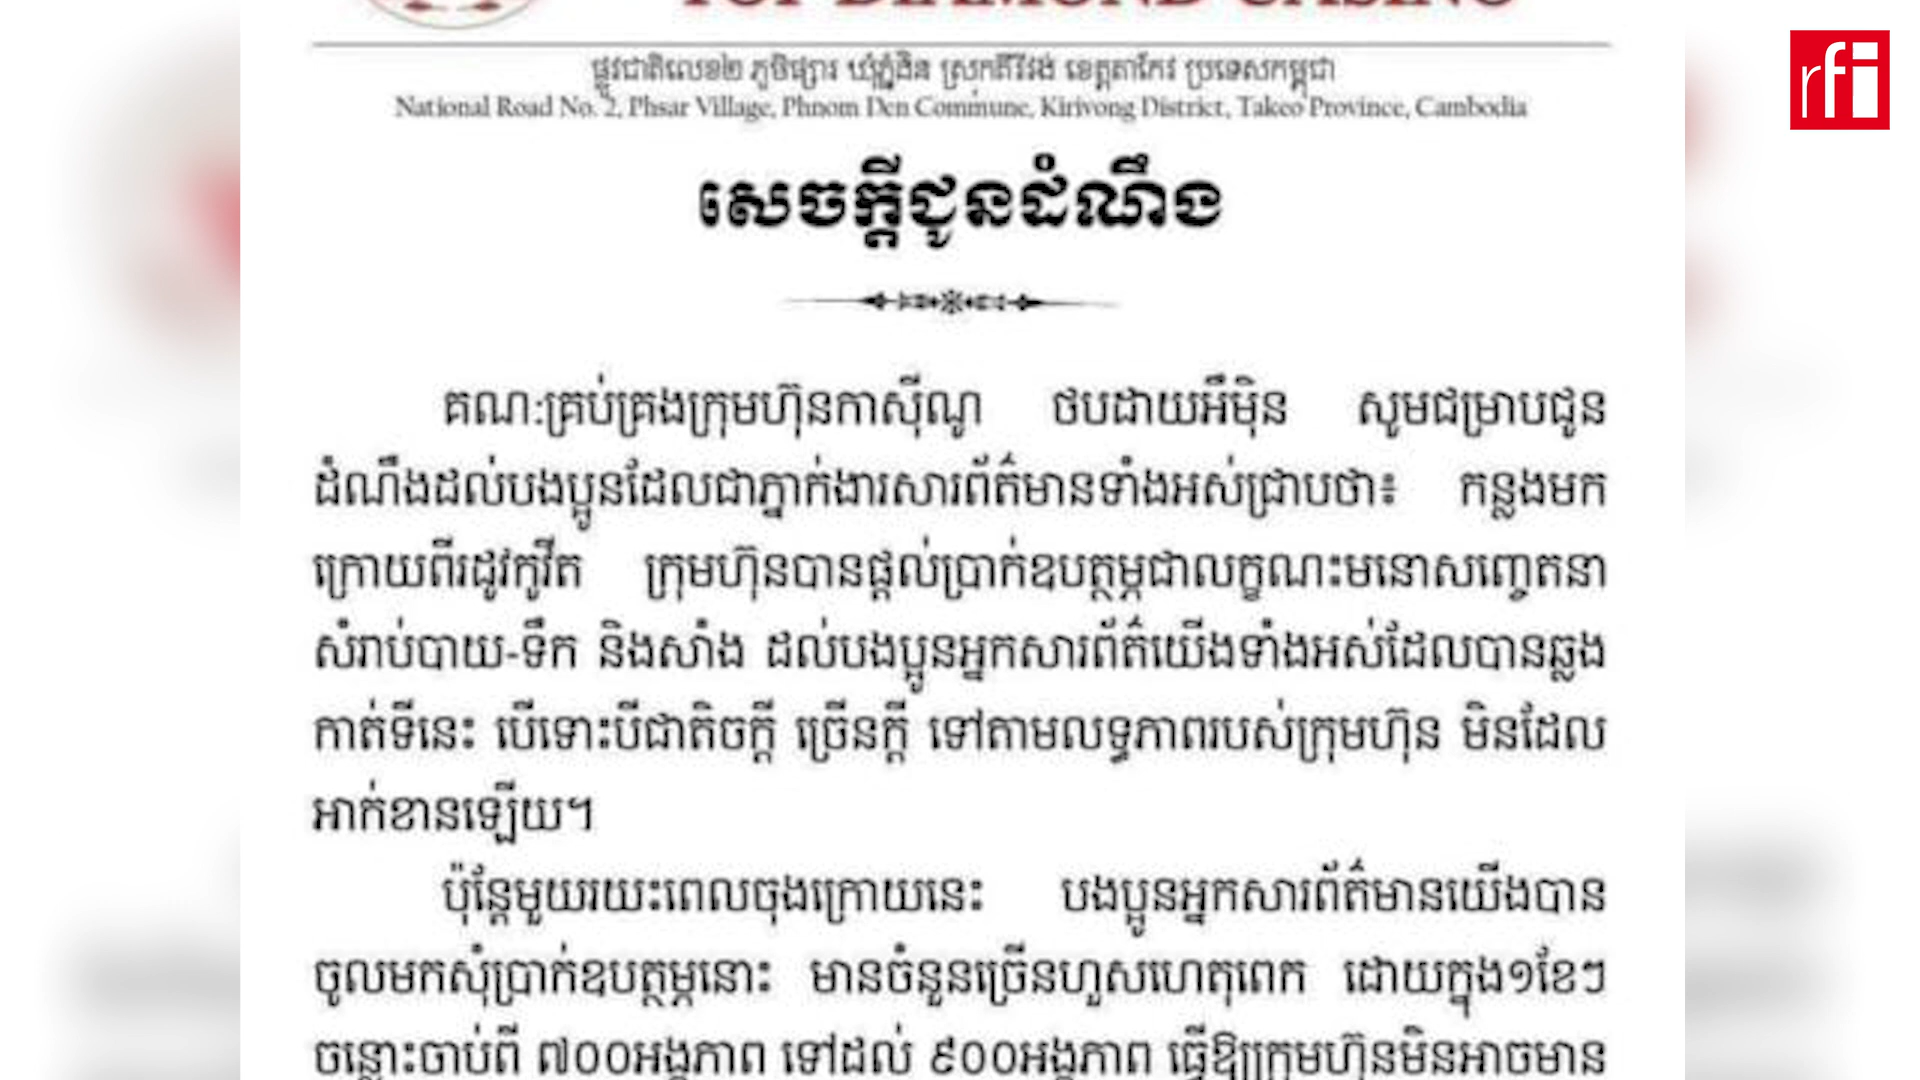 TOP DIAMOND CASINO
rfi
ផ្លូវជាតិលេខ២ ភូមិផ្សារ ឃុំភ្នំដិន ស្រុកគីរីវង់ ខេត្តតាកែវ ប្រទេសកម្ពុជា
National Road No. 2, Phsar Village, Phnom Den Commune, Kirivong District, Takeo Province, Cambodia
សេចក្តីជូនដំណឹង
គណៈគ្រប់គ្រងក្រុមហ៊ុនកាស៊ីណូ ថបដាយអឹម៉ិន សូមជម្រាបជូន
ដំណឹងដល់បងប្អូនដែលជាភ្នាក់ងារសារព័ត៌មានទាំងអស់ជ្រាបថា៖ កន្លងមក
ក្រោយពីរដូវកូវីត ក្រុមហ៊ុនបានផ្តល់ប្រាក់ឧបត្ថម្ភជាលក្ខណះមនោសញ្ចេតនា
សំរាប់បាយ-ទឹក និងសាំង ដល់បងប្អូនអ្នកសារព័ត៌យើងទាំងអស់ដែលបានឆ្លង
កាត់ទីនេះ បើទោះបីជាតិចក្តី ច្រើនក្តី ទៅតាមលទ្ធភាពរបស់ក្រុមហ៊ុន មិនដែល
អាក់ខានឡើយ។
ប៉ុន្តែមួយរយះពេលចុងក្រោយនេះ បងប្អូនអ្នកសារព័ត៌មានយើងបាន
ចូលមកសុំប្រាក់ឧបត្ថម្ភនោះ មានចំនួនច្រើនហួសហេតុពេក ដោយក្នុង១ខែៗ
ចន្លោះចាប់ពី ៧០០អង្គភាព ទៅដល់ ៩០០អង្គភាព ធ្វើឱ្យក្រុមហ៊ុនមិនអាចមាន